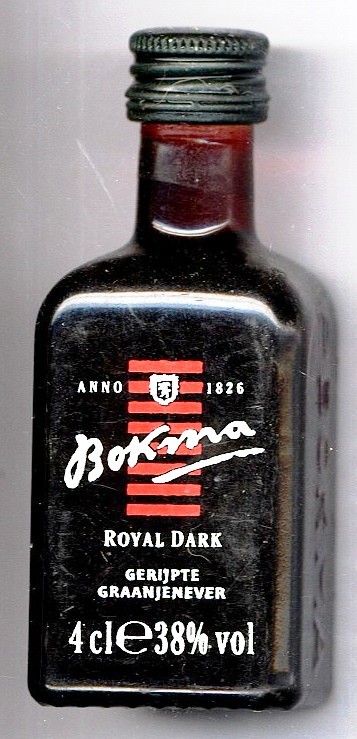 ANNO 1826
Bokma
ROYAL DARK
GERIJPTE
GRAANJENEVER
4 cl e 38% vol